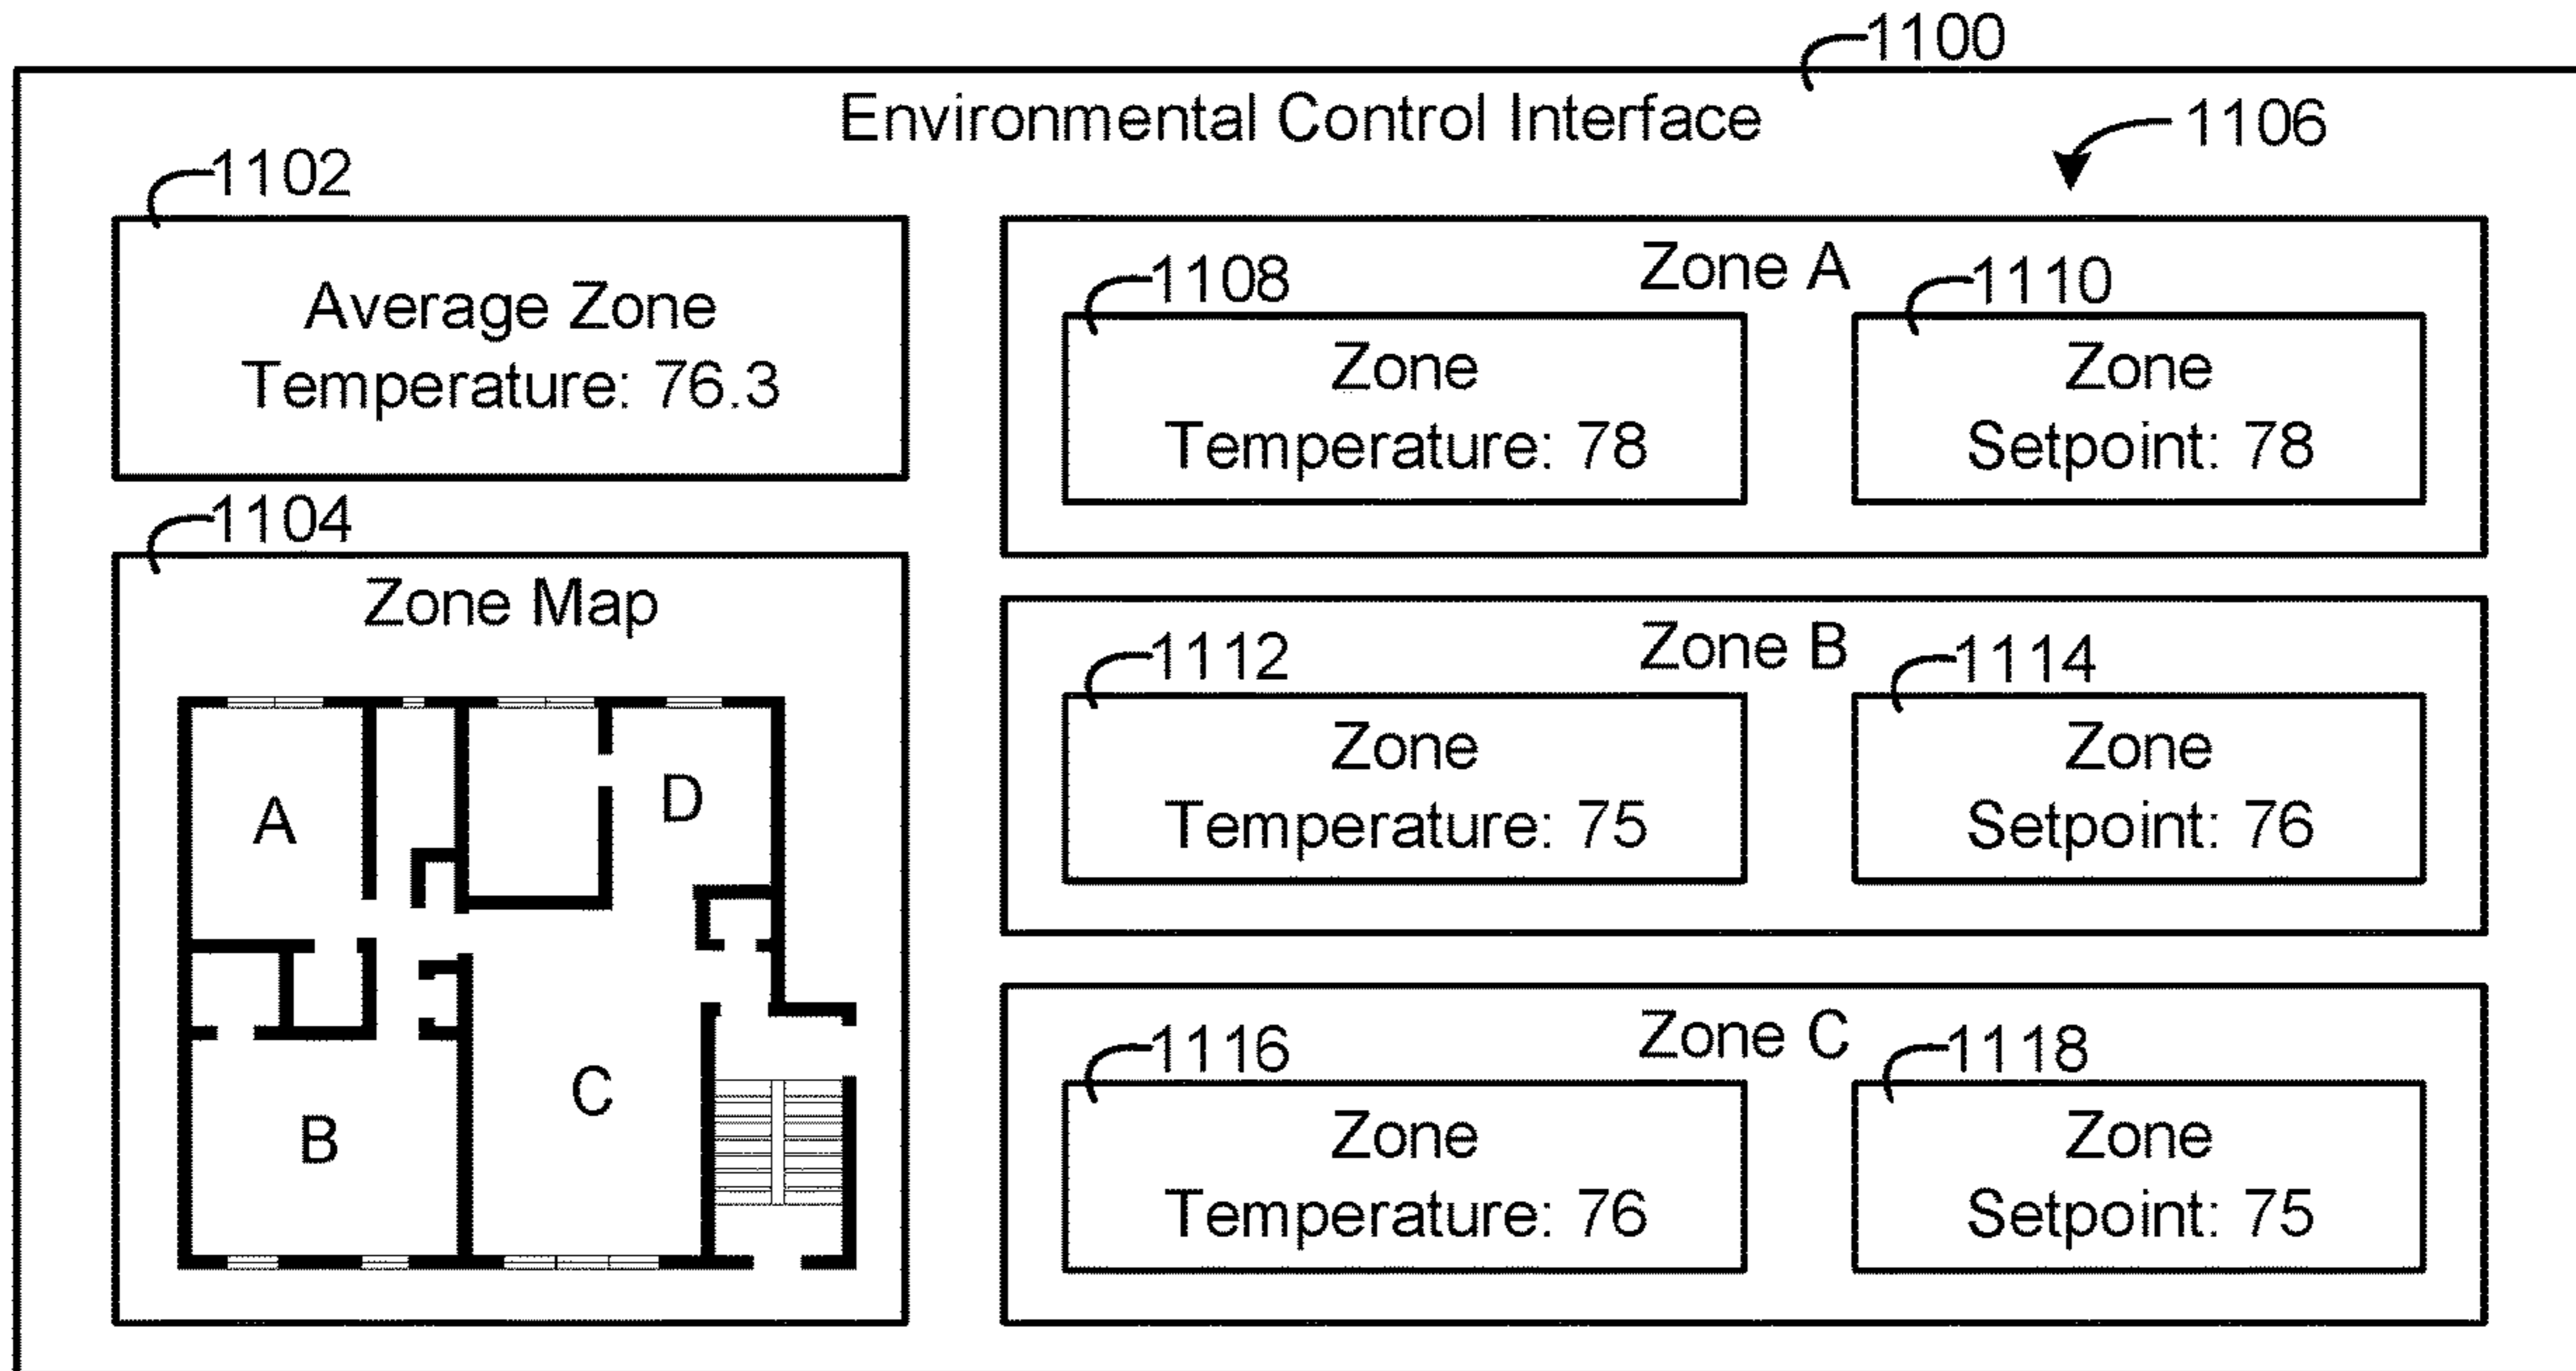 1100
Environmental Control Interface
1106
1102
Average Zone
Temperature: 76.3
1104
Zone Map
A
D
B
C
Zone A
1108
Zone
Temperature: 78
1110
Zone
Setpoint: 78
Zone B
1112
Zone
Temperature: 75
1114
Zone
Setpoint: 76
Zone C
1116
Zone
Temperature: 76
1118
Zone
Setpoint: 75